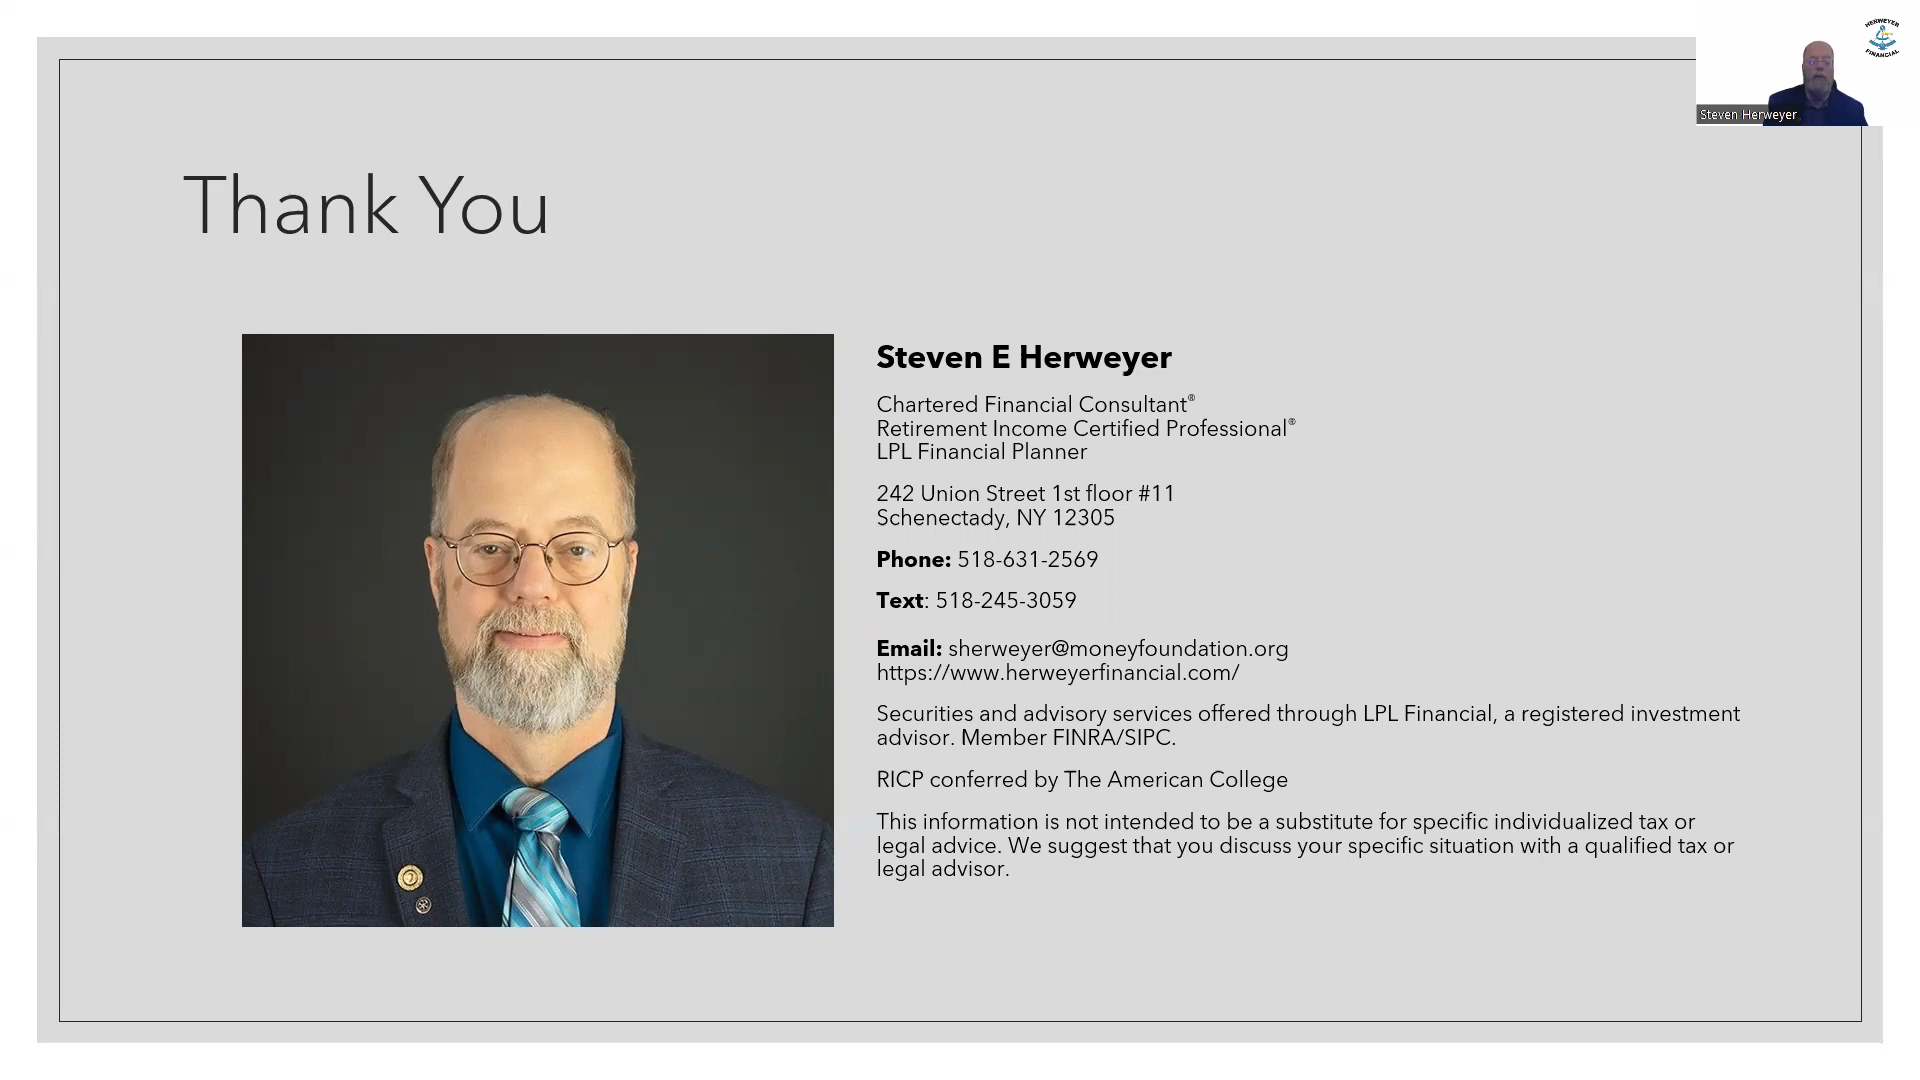 HERWEYER
FINANCIAL
Steven Herweyer
Thank You
Steven E Herweyer
Chartered Financial Consultant®
Retirement Income Certified Professional®
LPL Financial Planner
242 Union Street 1st floor #11
Schenectady, NY 12305
Phone: 518-631-2569
Text: 518-245-3059
Email: sherweyer@moneyfoundation.org
https://www.herweyerfinancial.com/
Securities and advisory services offered through LPL Financial, a registered investment
advisor. Member FINRA/SIPC.
RICP conferred by The American College
This information is not intended to be a substitute for specific individualized tax or
legal advice. We suggest that you discuss your specific situation with a qualified tax or
legal advisor.